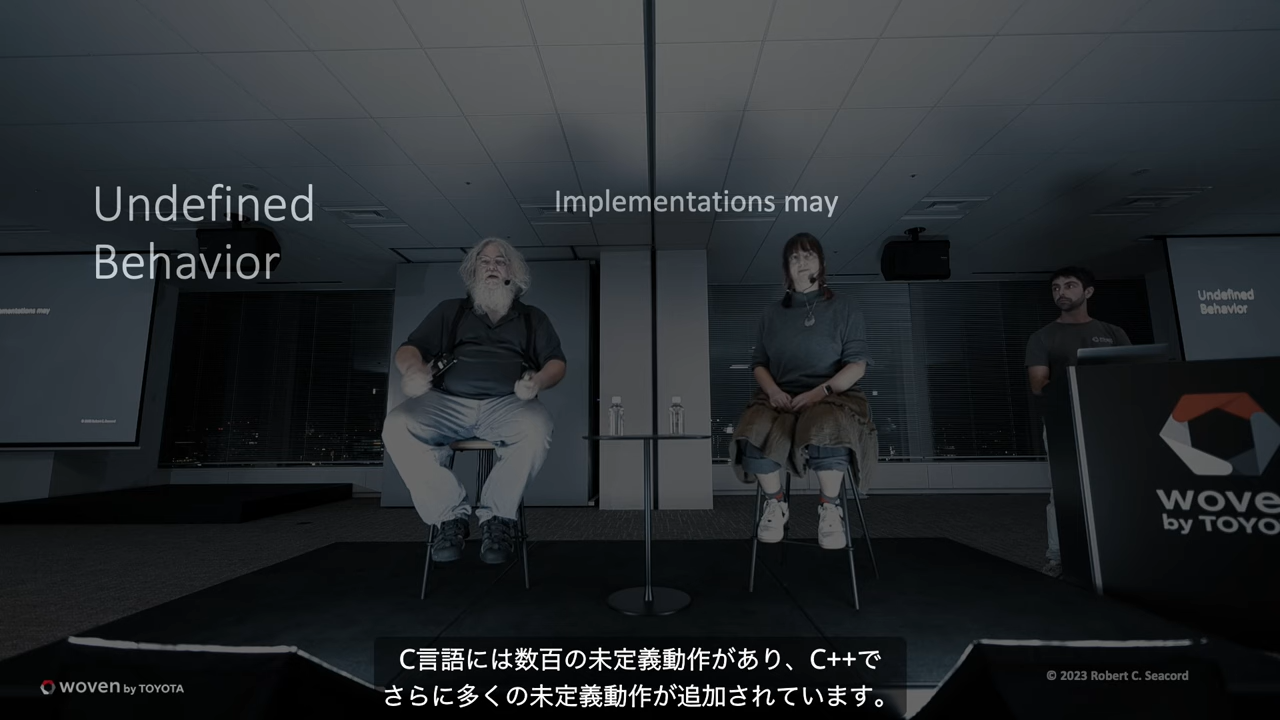 Undefined
Behavior
Implementations may
Undefined
Behavior
woven
by TOYO
C言語には数百の未定義動作があり、C++で
さらに多くの未定義動作が追加されています。
woven by TOYOTA
© 2023 Robert C. Seacord